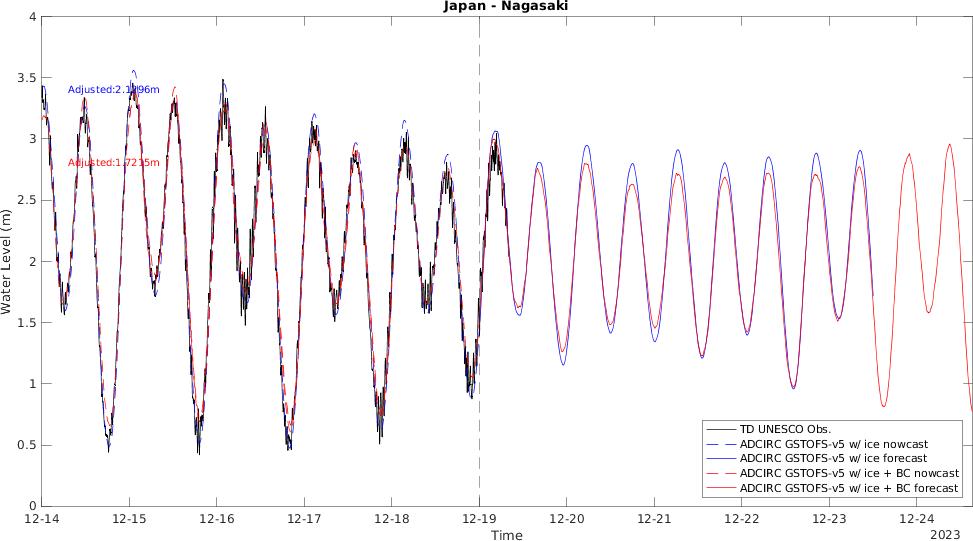 Japan - Nagasaki
4
3.5
3
2.5
2
1.5
1
0.5
0
Water Level (m)
Adjusted:2.1296m
Adjusted:1.7215m
TD UNESCO Obs.
ADCIRC GSTOFS-v5 w/ ice nowcast
ADCIRC GSTOFS-v5 w/ ice forecast
ADCIRC GSTOFS-v5 w/ ice + BC nowcast
ADCIRC GSTOFS-v5 w/ ice + BC forecast
12-14 12-15 12-16 12-17 12-18 12-19 12-20 12-21 12-22 12-23 12-24
Time
2023